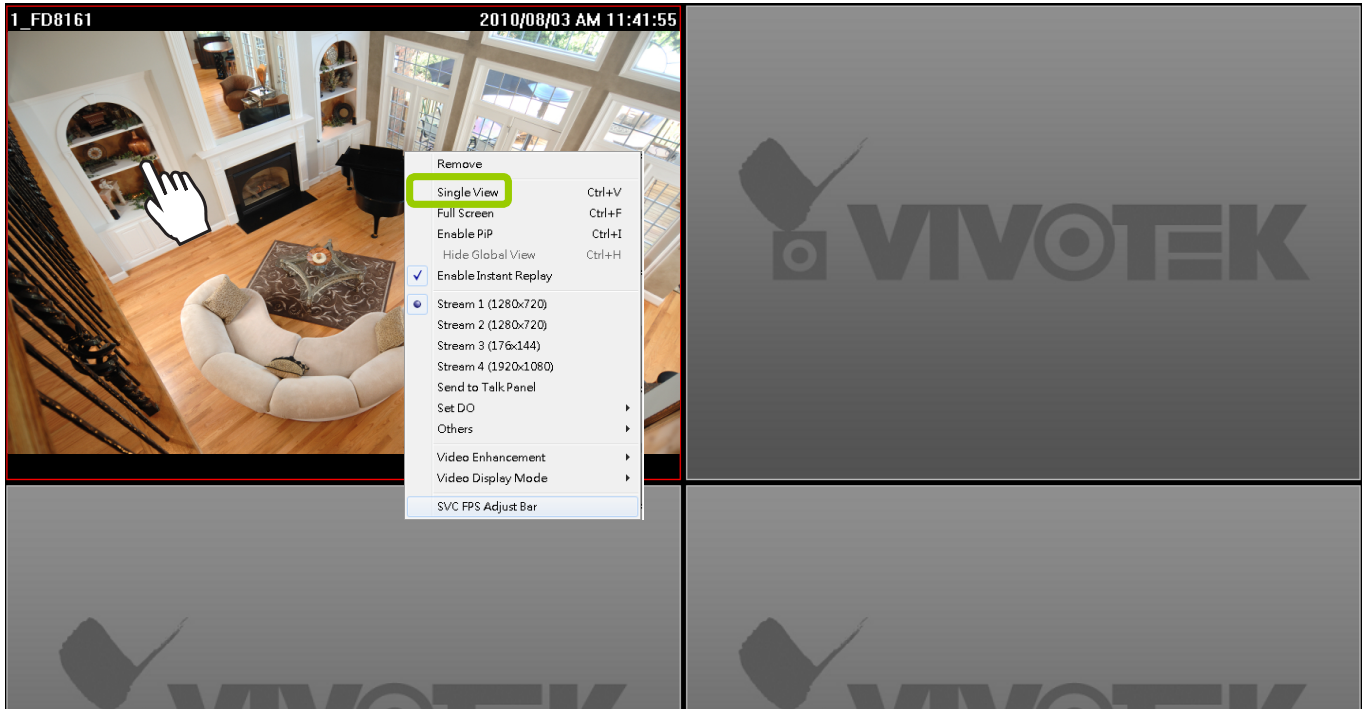 1_FD8161 2010/08/03 AM 11:41:55
VIVOTEK
Remove
Single View Ctrl+V
Full Screen Ctrl+F
Enable PiP Ctrl+I
Hide Global View Ctrl+H
Enable Instant Replay
Stream 1 (1280x720)
Stream 2 (1280x720)
Stream 3 (176x144)
Stream 4 (1920x1080)
Send to Talk Panel
Set DO
Others
Video Enhancement
Video Display Mode
SVC FPS Adjust Bar
VIVOTEK
VIVOTEK